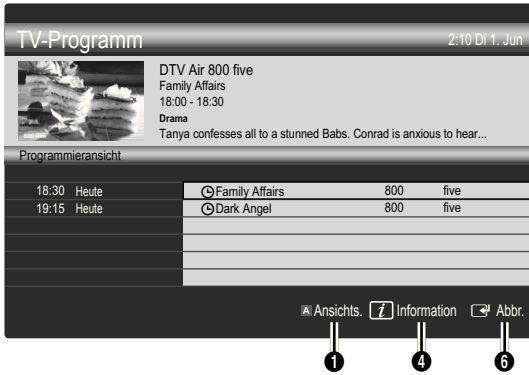 TV-Programm 2:10 Di 1. Jun
DTV Air 800 five
Family Affairs
18:00 - 18:30
Drama
Tanya confesses all to a stunned Babs. Conrad is anxious to hear...
Programmieransicht
18:30 Heute Family Affairs 800 five
19:15 Heute Dark Angel 800 five
A Ansichts. i Information Abbr.
1 4 6